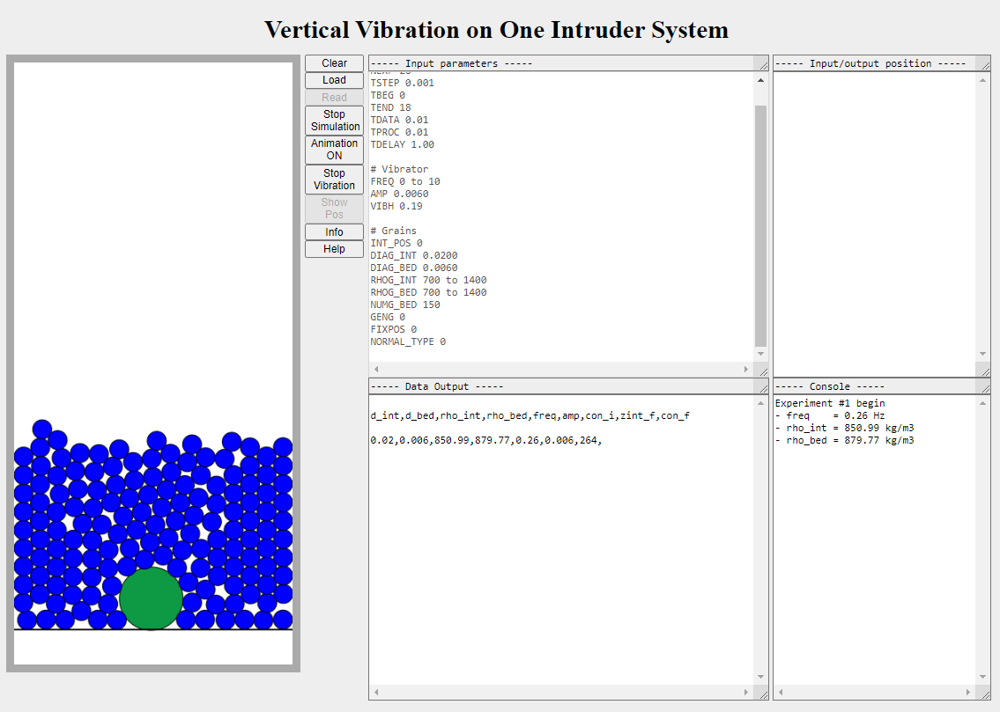 Vertical Vibration on One Intruder System
Clear
Load
Read
Stop
Simulation
Animation
ON
Stop
Vibration
Show
Pos
Info
Help
----- Input parameters -----
TSTEP 0.001
TBEG 0
TEND 18
TDATA 0.01
TPROC 0.01
TDELAY 1.00
# Vibrator
FREQ 0 to 10
AMP 0.0060
VIBH 0.19
# Grains
INT_POS 0
DIAG_INT 0.0200
DIAG_BED 0.0060
RHOG_INT 700 to 1400
RHOG_BED 700 to 1400
NUMG_BED 150
GENG 0
FIXPOS 0
NORMAL_TYPE 0
----- Input/output position -----
----- Data Output -----
d_int,d_bed,rho_int,rho_bed,freq,amp,con_i,zint_f,con_f
0.02,0.006,850.99,879.77,0.26,0.006,264,
----- Console -----
Experiment #1 begin
- freq    = 0.26 Hz
- rho_int = 850.99 kg/m3
- rho_bed = 879.77 kg/m3